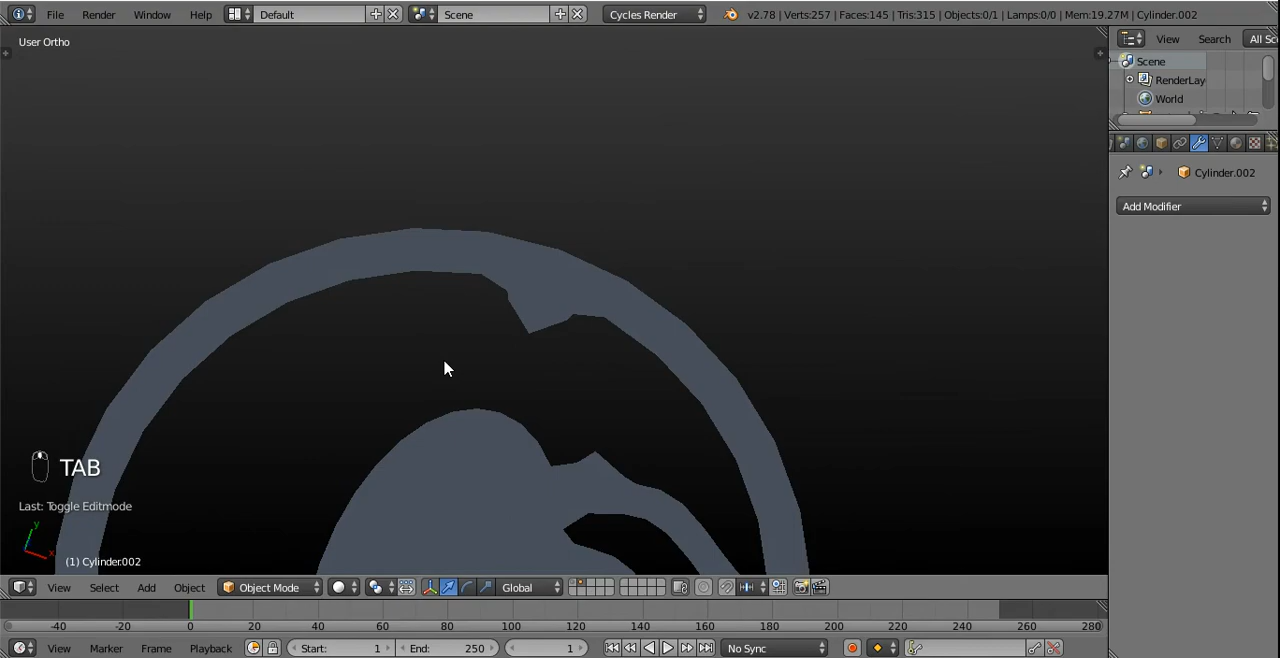 File Render Window Help Default Scene Cycles Render v2.78 | Verts:257 | Faces:145 | Tris:315 | Objects:0/1 | Lamps:0/0 | Mem:19.27M | Cylinder.002
User Ortho
View Search All Sc
Scene
RenderLay
World
Cylinder.002
Add Modifier
TAB
Last: Toggle Editmode
y
x
(1) Cylinder.002
View Select Add Object Object Mode Global
-40 -20 0 20 40 60 80 100 120 140 160 180 200 220 240 260 280
View Marker Frame Playback Start: 1 End: 250 1 No Sync